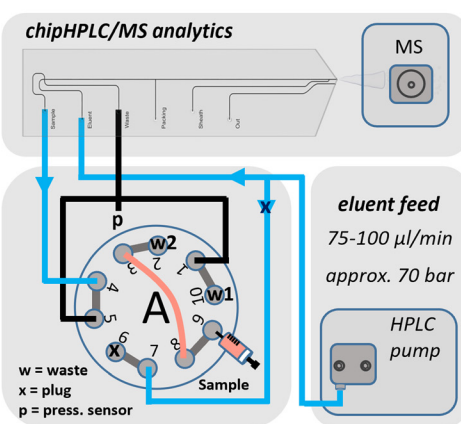 chipHPLC/MS analytics
MS
Sample
Eluent
Waste
Packing
Sheath
Out
x
p
eluent feed
75-100 µl/min
approx. 70 bar
HPLC
pump
w2
3
2
1
4
10
w1
A
5
9
6
x
7
8
Sample
w = waste
x = plug
p = press. sensor